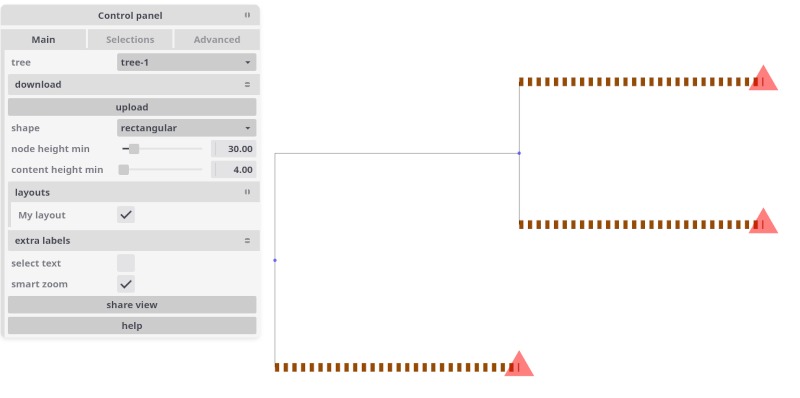 Control panel
Main Selections Advanced
tree tree-1
download
upload
shape rectangular
node height min 30.00
content height min 4.00
layouts
My layout
extra labels
select text
smart zoom
share view
help